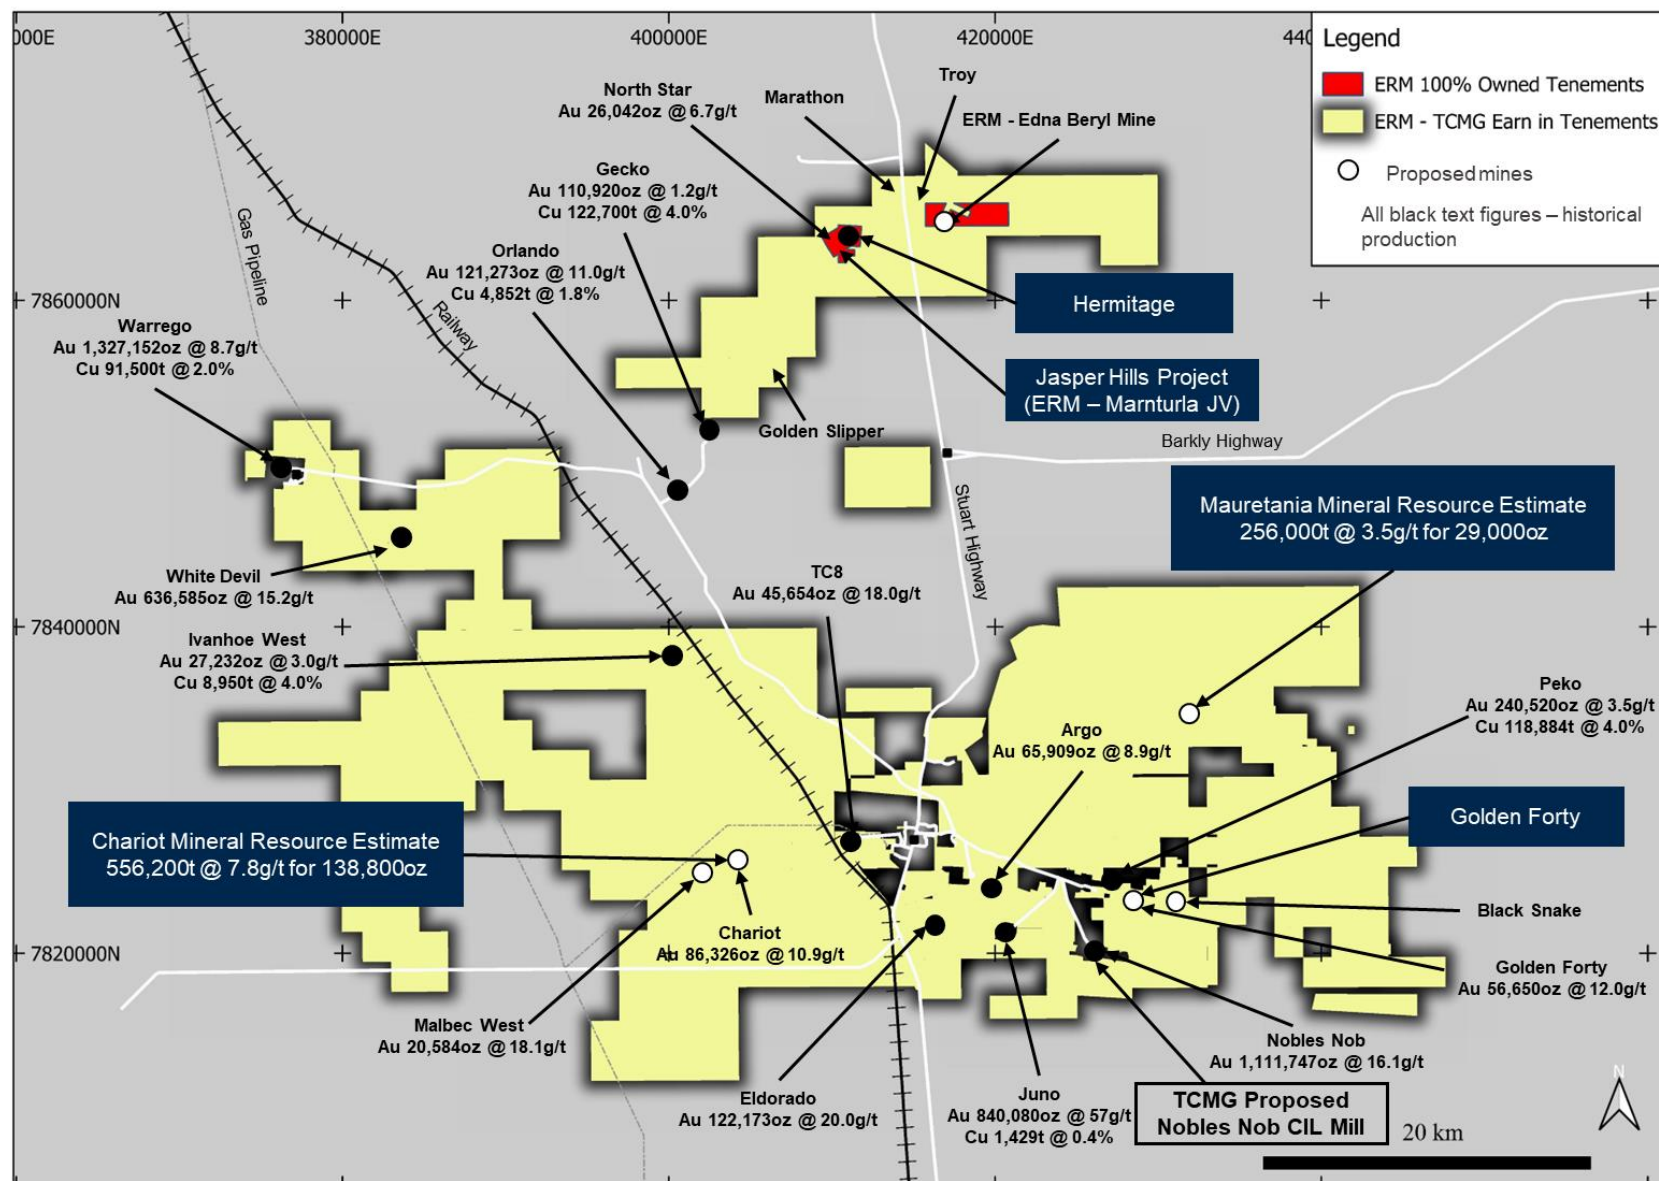 000E
380000E
400000E
420000E
440
Legend
ERM 100% Owned Tenements
ERM - TCMG Earn in Tenements
Proposed mines
All black text figures – historical
production
North Star
Au 26,042oz @ 6.7g/t
Marathon
Troy
ERM - Edna Beryl Mine
Gecko
Au 110,920oz @ 1.2g/t
Cu 122,700t @ 4.0%
Orlando
Au 121,273oz @ 11.0g/t
Cu 4,852t @ 1.8%
Gas Pipeline
Railway
7860000N
Hermitage
Warrego
Au 1,327,152oz @ 8.7g/t
Cu 91,500t @ 2.0%
Jasper Hills Project
(ERM – Marnturla JV)
Golden Slipper
Barkly Highway
Stuart Highway
Mauretania Mineral Resource Estimate
256,000t @ 3.5g/t for 29,000oz
White Devil
Au 636,585oz @ 15.2g/t
TC8
Au 45,654oz @ 18.0g/t
7840000N
Ivanhoe West
Au 27,232oz @ 3.0g/t
Cu 8,950t @ 4.0%
Peko
Au 240,520oz @ 3.5g/t
Cu 118,884t @ 4.0%
Argo
Au 65,909oz @ 8.9g/t
Golden Forty
Chariot Mineral Resource Estimate
556,200t @ 7.8g/t for 138,800oz
Black Snake
Chariot
Au 86,326oz @ 10.9g/t
7820000N
Golden Forty
Au 56,650oz @ 12.0g/t
Malbec West
Au 20,584oz @ 18.1g/t
Nobles Nob
Au 1,111,747oz @ 16.1g/t
Eldorado
Au 122,173oz @ 20.0g/t
Juno
Au 840,080oz @ 57g/t
Cu 1,429t @ 0.4%
TCMG Proposed
Nobles Nob CIL Mill
N
20 km